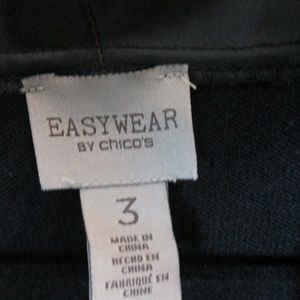 EASYWEAR
BY chico's
3
MADE IN
CHINA
HECHO EN
CHINA
FABRIQUÉ EN
CHINE